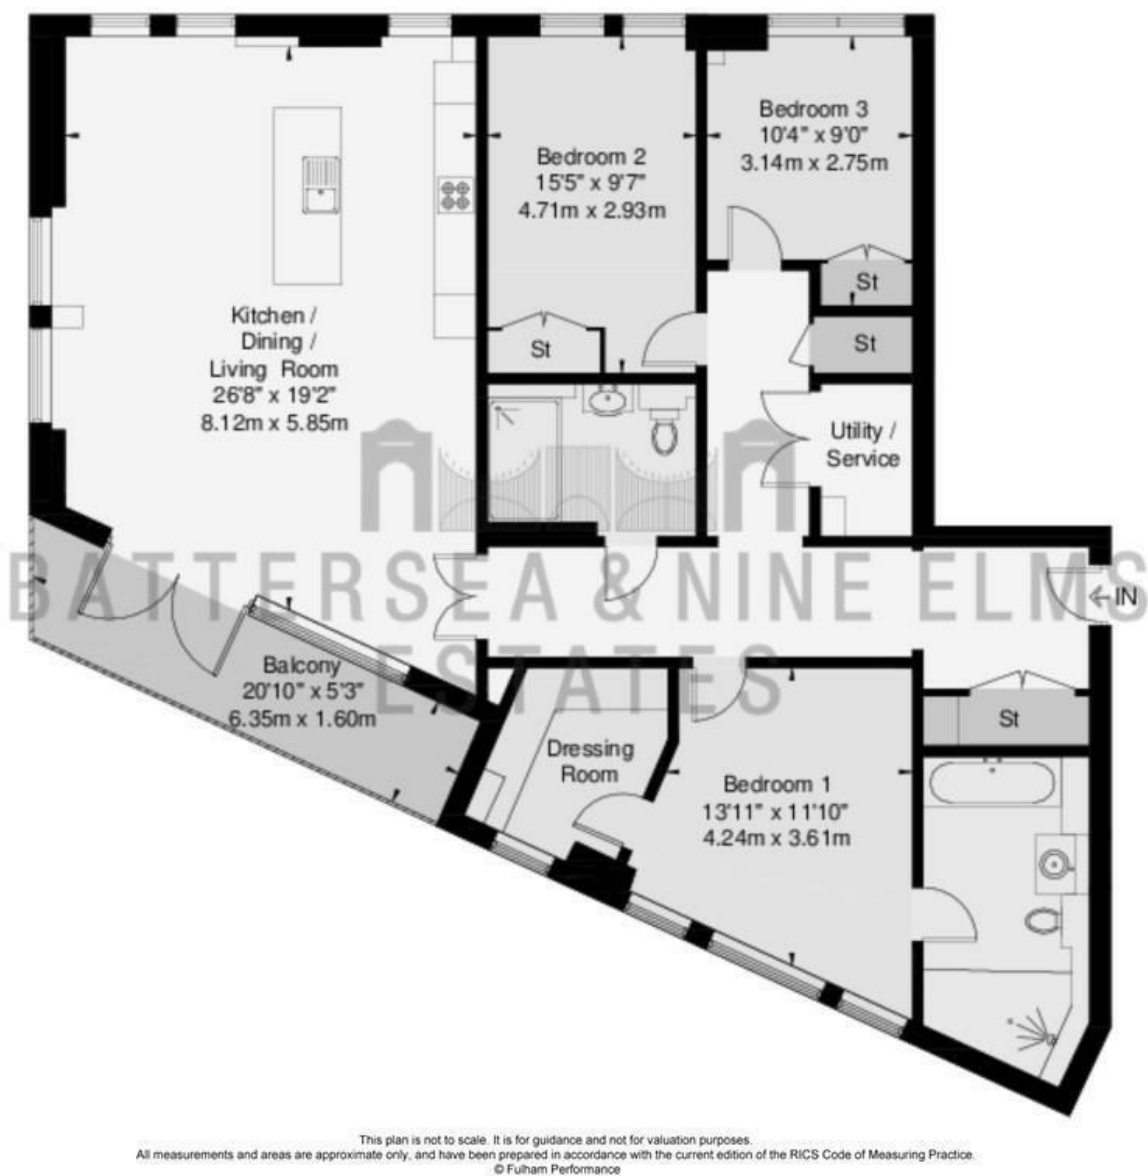 Bedroom 3
10'4" x 9'0"
3.14m x 2.75m
Bedroom 2
15'5" x 9'7"
4.71m x 2.93m
St
Kitchen /
Dining /
Living Room
26'8" x 19'2"
8.12m x 5.85m
St
St
Utility /
Service
BATTERSEA & NINE ELMS
ESTATES
IN
Balcony
20'10" x 5'3"
6.35m x 1.60m
St
Dressing
Room
Bedroom 1
13'11" x 11'10"
4.24m x 3.61m
This plan is not to scale. It is for guidance and not for valuation purposes.
All measurements and areas are approximate only, and have been prepared in accordance with the current edition of the RICS Code of Measuring Practice.
© Fulham Performance